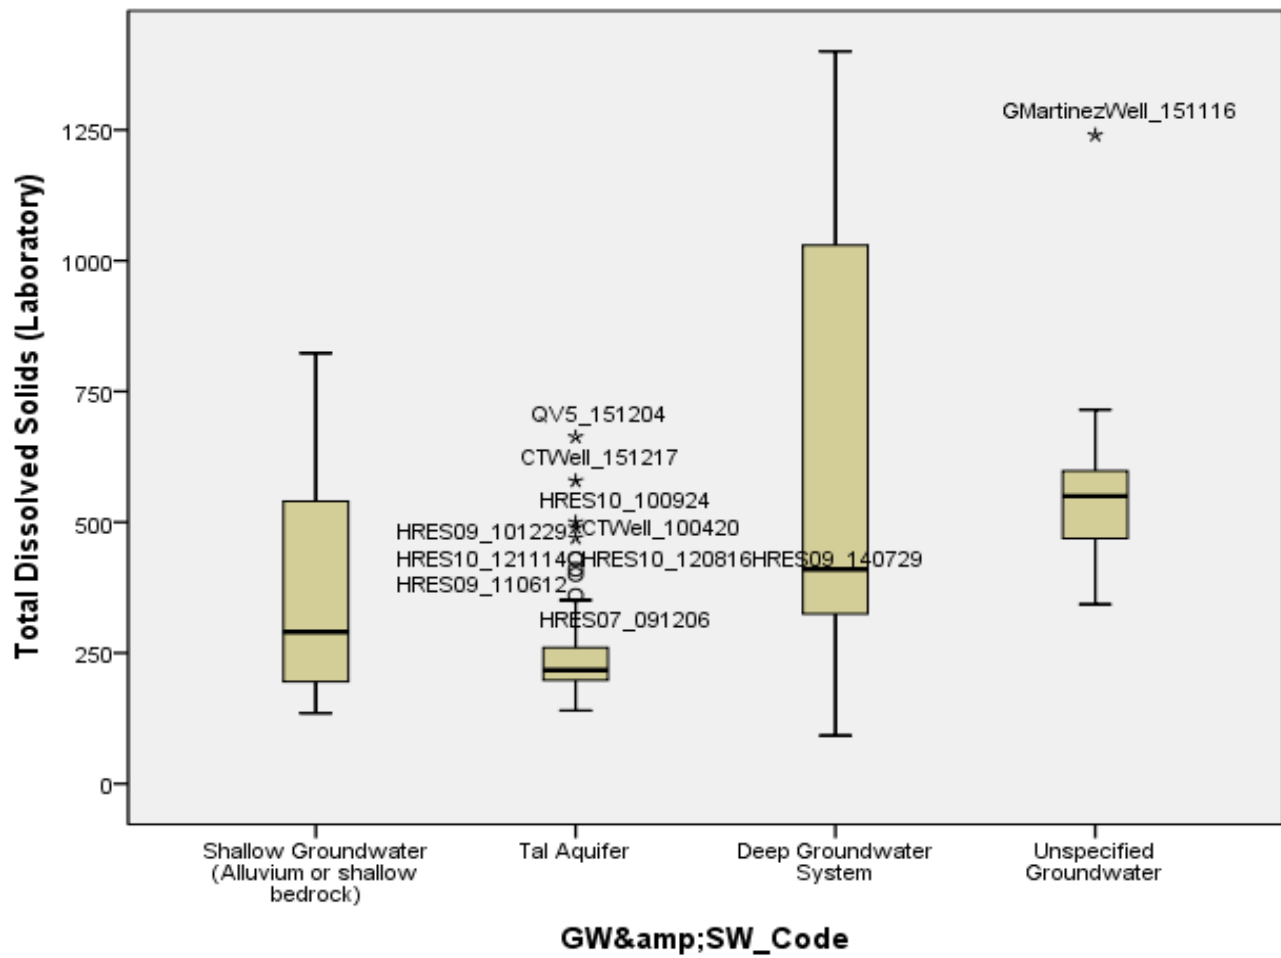 Total Dissolved Solids (Laboratory)
1250
1000
750
500
250
0
GMartinezWell_151116
QV5_151204
CTWell_151217
HRES10_100924
HRES09_101229
CTWell_100420
HRES10_121114
HRES10_120816
HRES09_140729
HRES09_110612
HRES07_091206
Shallow Groundwater
(Alluvium or shallow
bedrock)
Tal Aquifer
Deep Groundwater
System
Unspecified
Groundwater
GW&amp;SW_Code